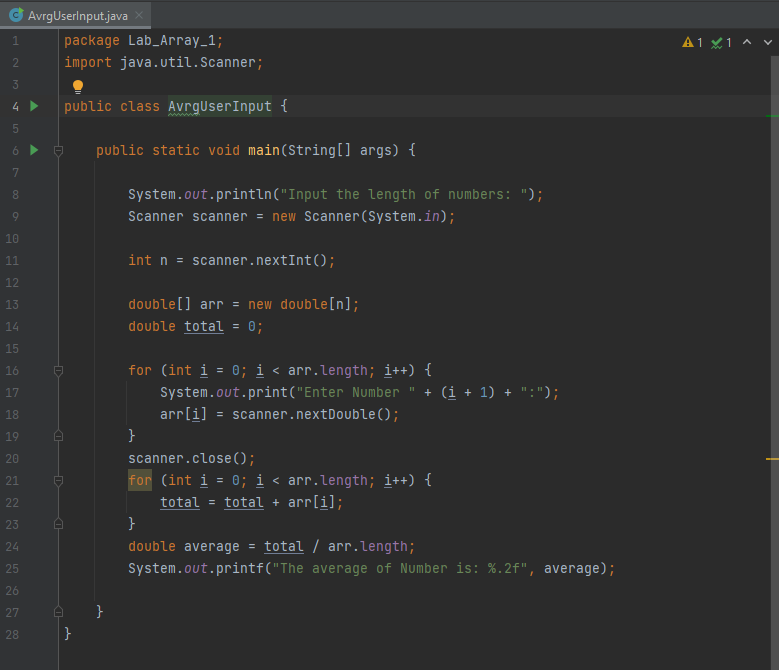 AvrgUserInput.java
1 package Lab_Array_1;
2 import java.util.Scanner;
3
4 public class AvrgUserInput {
5
6     public static void main(String[] args) {
7
8         System.out.println("Input the length of numbers: ");
9         Scanner scanner = new Scanner(System.in);
10
11         int n = scanner.nextInt();
12
13         double[] arr = new double[n];
14         double total = 0;
15
16         for (int i = 0; i < arr.length; i++) {
17             System.out.print("Enter Number " + (i + 1) + ":");
18             arr[i] = scanner.nextDouble();
19         }
20         scanner.close();
21         for (int i = 0; i < arr.length; i++) {
22             total = total + arr[i];
23         }
24         double average = total / arr.length;
25         System.out.printf("The average of Number is: %.2f", average);
26
27     }
28 }
1 1